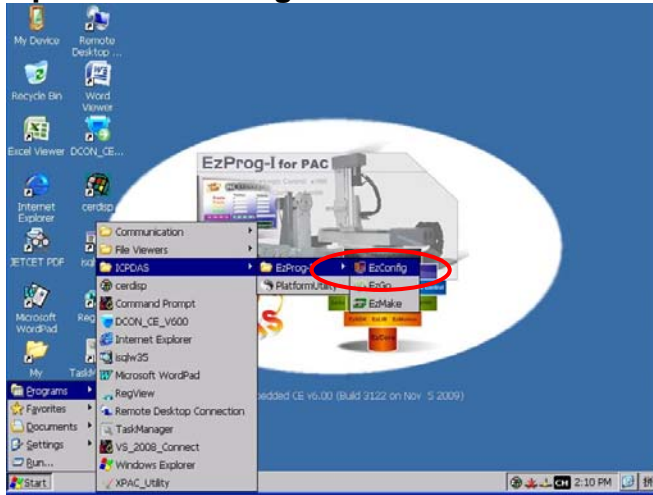 My Device
Remote
Desktop ...
Recycle Bin
Word
Viewer
Excel Viewer
DCON_CE...
Internet
Explorer
cerdisp
JETCET PDF
Microsoft
WordPad
My
EzProg-I for PAC
Communication
File Viewers
ICPDAS
cerdisp
Command Prompt
DCON_CE_V600
Internet Explorer
isqlw35
Microsoft WordPad
RegView
Remote Desktop Connection
TaskManager
VS_2008_Connect
Windows Explorer
XPAC_Utility
PlatformUtility
EzConfig
EzGo
EzMake
EzCore
CE v6.00 (Build 3122 on Nov 5 2009)
Programs
Favorites
Documents
Settings
Run...
Start
CH
2:10 PM